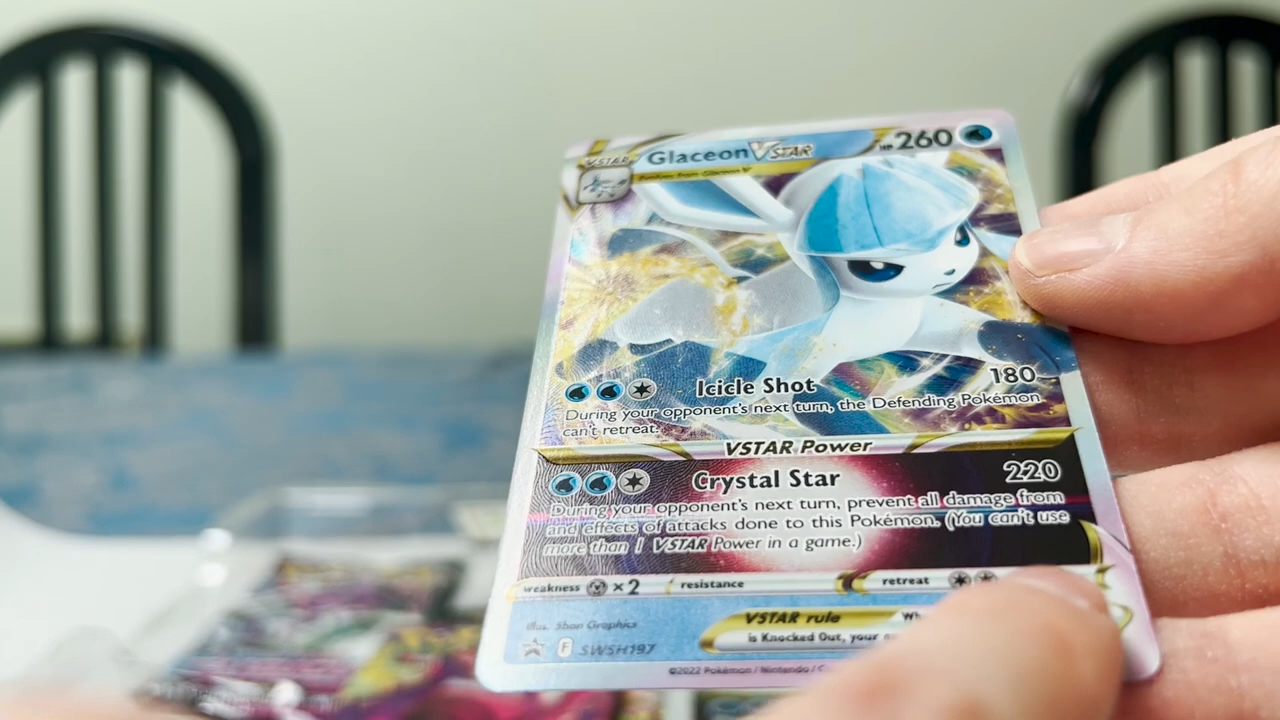 Glaceon VSTAR HP 260
VSTAR
Evolves from Glaceon V
Icicle Shot 180
During your opponent's next turn, the Defending Pokémon
can't retreat.
VSTAR Power
Crystal Star 220
During your opponent's next turn, prevent all damage from
and effects of attacks done to this Pokémon. (You can't use
more than 1 VSTAR Power in a game.)
weakness ×2 resistance retreat
Illus. 5ban Graphics
VSTAR rule
is Knocked Out, your
F SWSH197
©2022 Pokémon / Nintendo /